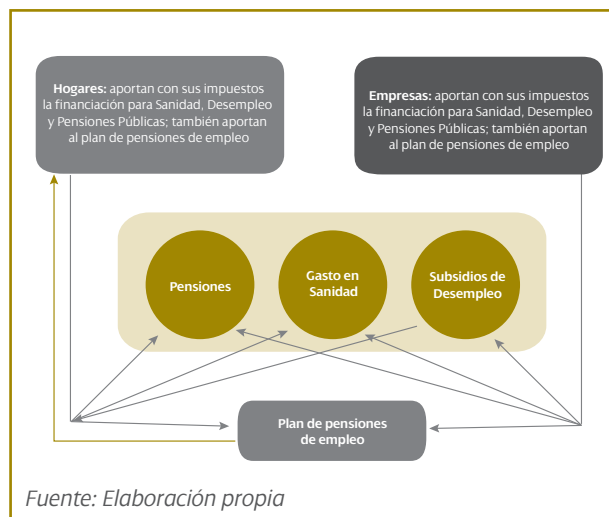 Hogares: aportan con sus impuestos
la financiación para Sanidad, Desempleo
y Pensiones Públicas; también aportan
al plan de pensiones de empleo
Empresas: aportan con sus impuestos
la financiación para Sanidad, Desempleo
y Pensiones Públicas; también aportan
al plan de pensiones de empleo
Pensiones
Gasto en
Sanidad
Subsidios de
Desempleo
Plan de pensiones
de empleo
Fuente: Elaboración propia